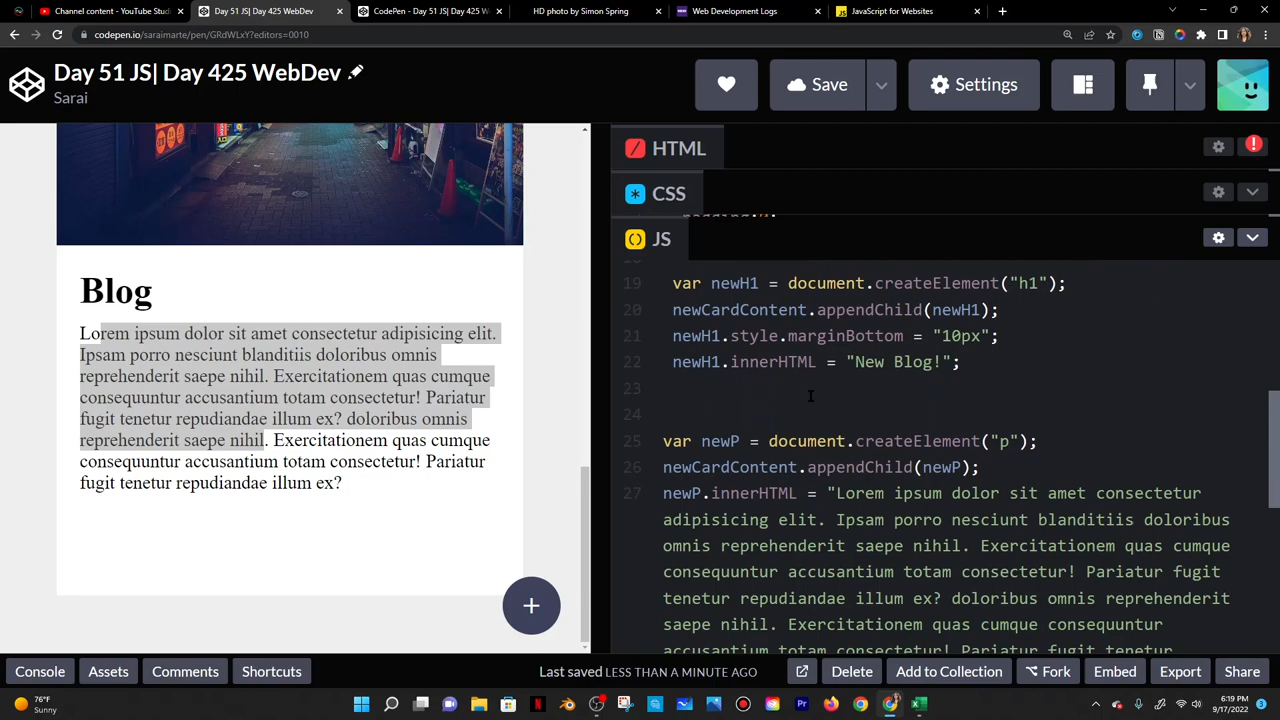 Channel content - YouTube Studi
Day 51 JS| Day 425 WebDev
CodePen - Day 51 JS| Day 425 W
HD photo by Simon Spring
Web Development Logs
JS JavaScript for Websites
codepen.io/saraimarte/pen/GRdWLxY?editors=0010
Day 51 JS| Day 425 WebDev
Sarai
Save
Settings
HTML
CSS
JS
Blog
Lorem ipsum dolor sit amet consectetur adipisicing elit.
Ipsam porro nesciunt blanditiis doloribus omnis
reprehenderit saepe nihil. Exercitationem quas cumque
consequuntur accusantium totam consectetur! Pariatur
fugit tenetur repudiandae illum ex? doloribus omnis
reprehenderit saepe nihil. Exercitationem quas cumque
consequuntur accusantium totam consectetur! Pariatur
fugit tenetur repudiandae illum ex?
+
18
19 var newH1 = document.createElement("h1");
20 newCardContent.appendChild(newH1);
21 newH1.style.marginBottom = "10px";
22 newH1.innerHTML = "New Blog!";
23
24
25 var newP = document.createElement("p");
26 newCardContent.appendChild(newP);
27 newP.innerHTML = "Lorem ipsum dolor sit amet consectetur
adipisicing elit. Ipsam porro nesciunt blanditiis doloribus
omnis reprehenderit saepe nihil. Exercitationem quas cumque
consequuntur accusantium totam consectetur! Pariatur fugit
tenetur repudiandae illum ex? doloribus omnis reprehenderit
saepe nihil. Exercitationem quas cumque consequuntur
accusantium totam consectetur! Pariatur fugit tenetur
Console
Assets
Comments
Shortcuts
Last saved LESS THAN A MINUTE AGO
Delete
Add to Collection
Fork
Embed
Export
Share
76°F
Sunny
6:19 PM
9/17/2022